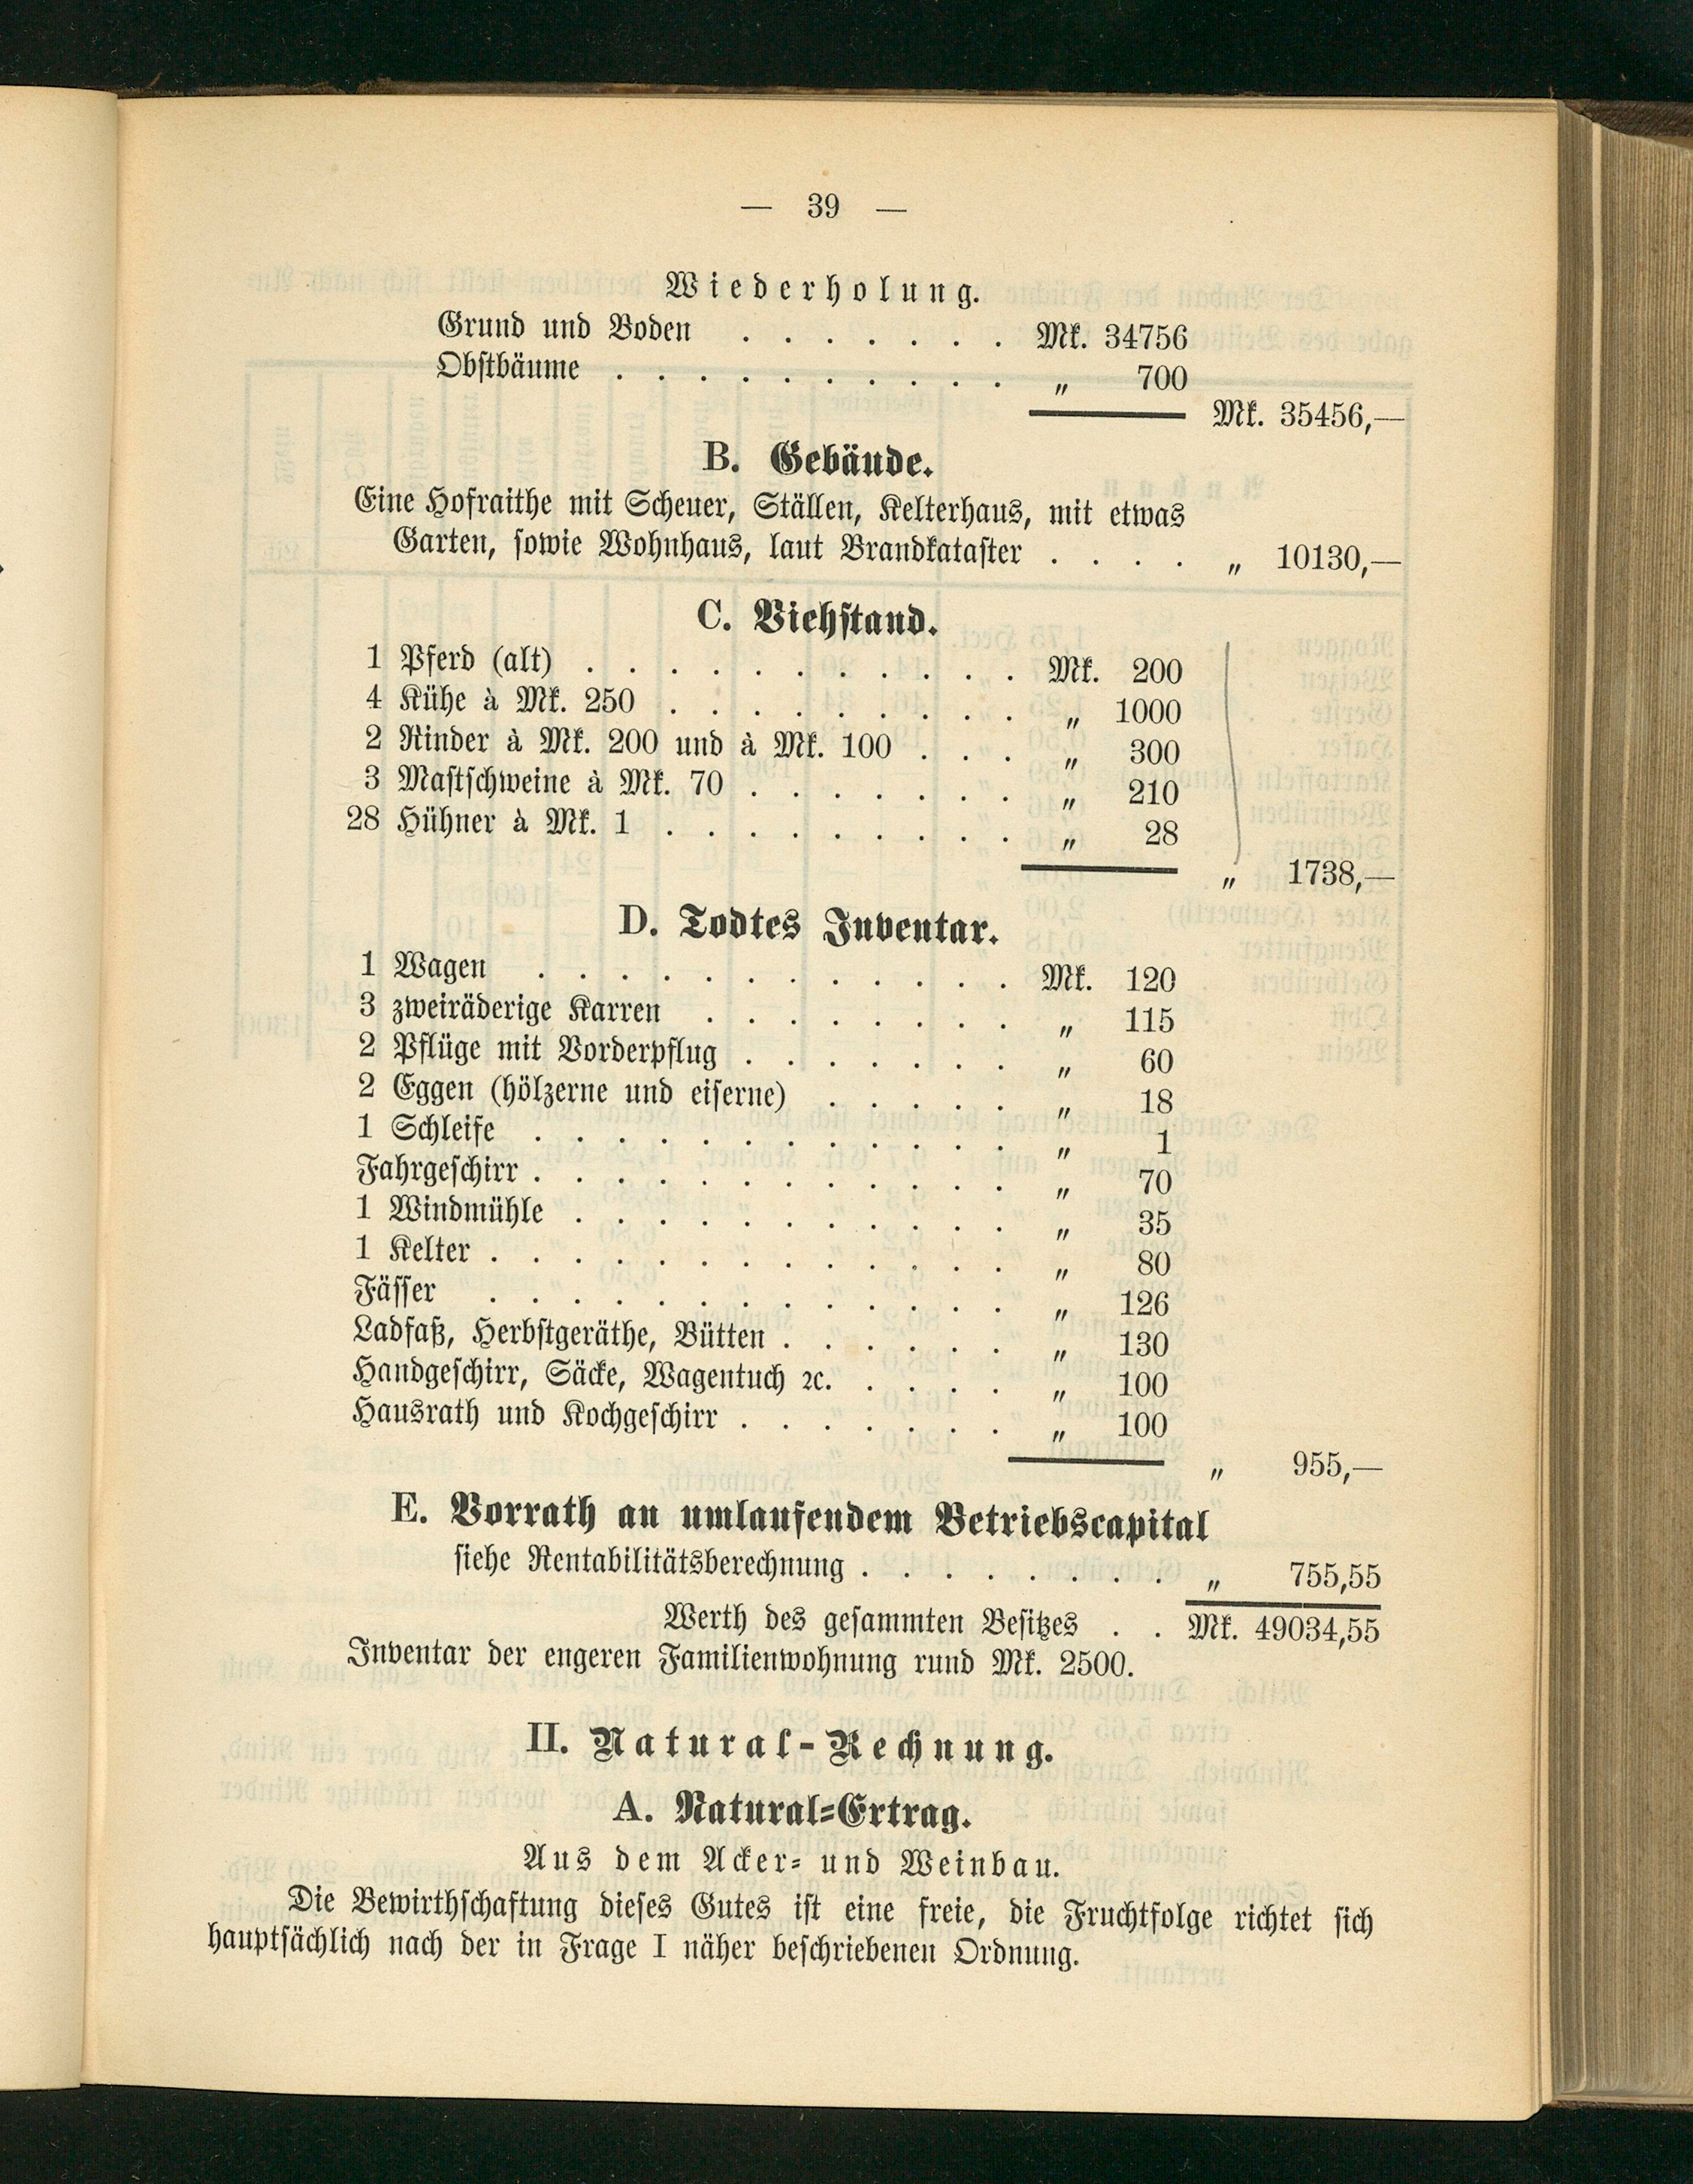 — 39 —
Wiederholung.
Grund und Boden . . . . . . . Mk. 34756
Obstbäume . . . . . . . . . . „ 700
Mk. 35456,—
B. Gebäude.
Eine Hofraithe mit Scheuer, Ställen, Kelterhaus, mit etwas
Garten, sowie Wohnhaus, laut Brandkataster . . . . „ 10130,—
C. Viehstand.
1 Pferd (alt) . . . . . . . . . . . Mk. 200
4 Kühe à Mk. 250 . . . . . . . . . „ 1000
2 Rinder à Mk. 200 und à Mk. 100 . . . „ 300
3 Mastschweine à Mk. 70 . . . . . . . „ 210
28 Hühner à Mk. 1 . . . . . . . . . „ 28
„ 1738,—
D. Todtes Inventar.
1 Wagen . . . . . . . . . . . . Mk. 120
3 zweiräderige Karren . . . . . . . . „ 115
2 Pflüge mit Vorderpflug . . . . . . . „ 60
2 Eggen (hölzerne und eiserne) . . . . . „ 18
1 Schleife . . . . . . . . . . . . „ 1
Fahrgeschirr . . . . . . . . . . . . „ 70
1 Windmühle . . . . . . . . . . . „ 35
1 Kelter . . . . . . . . . . . . . „ 80
Fässer . . . . . . . . . . . . . „ 126
Ladfaß, Herbstgeräthe, Bütten . . . . . . „ 130
Handgeschirr, Säcke, Wagentuch ꝛc. . . . . „ 100
Hausrath und Kochgeschirr . . . . . . . „ 100
„ 955,—
E. Vorrath an umlaufendem Betriebscapital
siehe Rentabilitätsberechnung . . . . . . . . „ 755,55
Werth des gesammten Besitzes . . Mk. 49034,55
Inventar der engeren Familienwohnung rund Mk. 2500.
II. Natural-Rechnung.
A. Natural-Ertrag.
Aus dem Acker- und Weinbau.
Die Bewirthschaftung dieses Gutes ist eine freie, die Fruchtfolge richtet sich
hauptsächlich nach der in Frage I näher beschriebenen Ordnung.